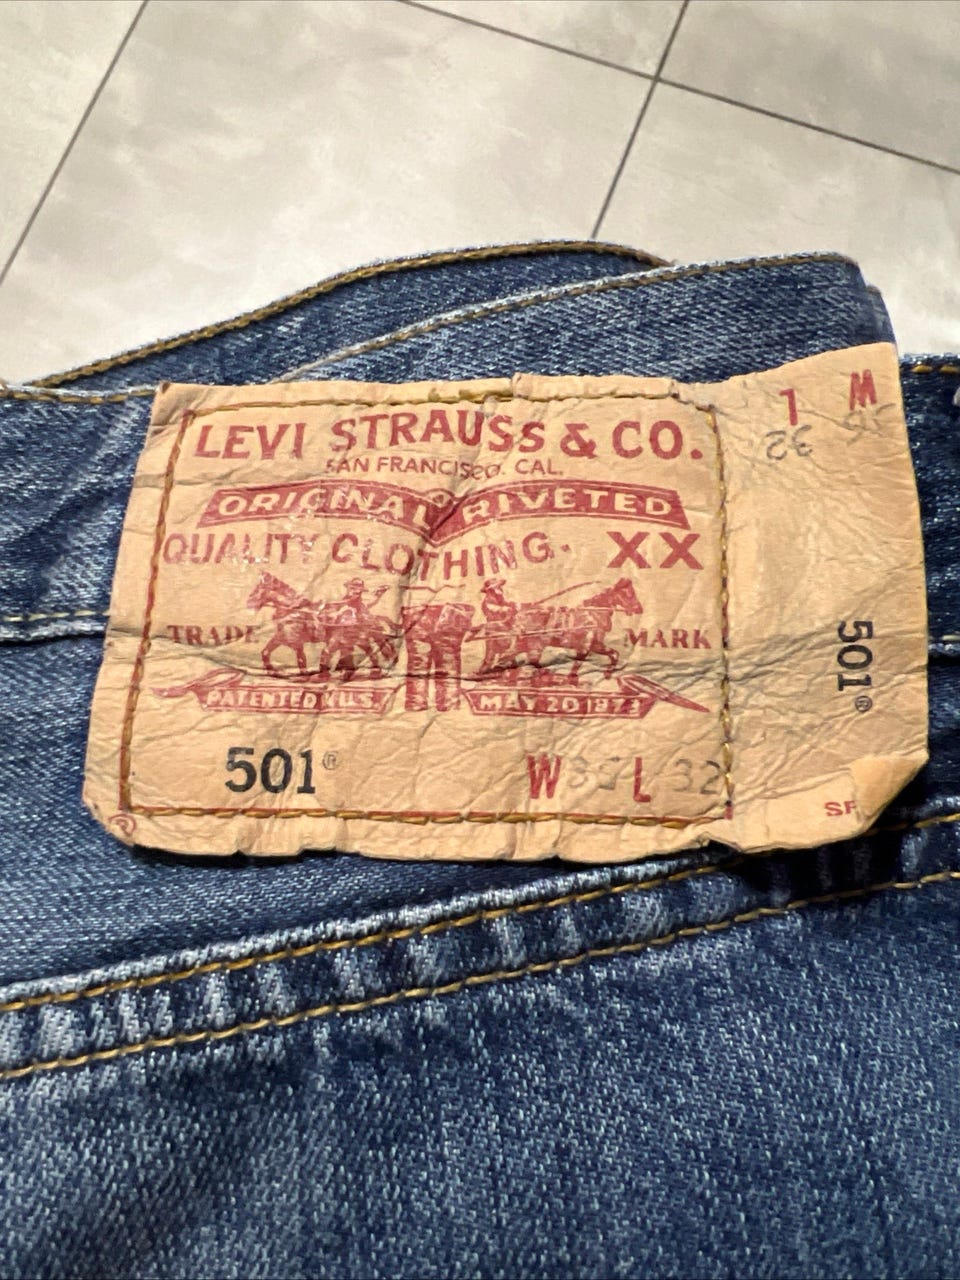 LEVI STRAUSS & CO.
SAN FRANCISCO. CAL.
ORIGINAL RIVETED
QUALITY CLOTHING. XX
TRADE MARK
PATENTED U.S. MAY 20 1873
501®
W L 32
®
L W
32
501®